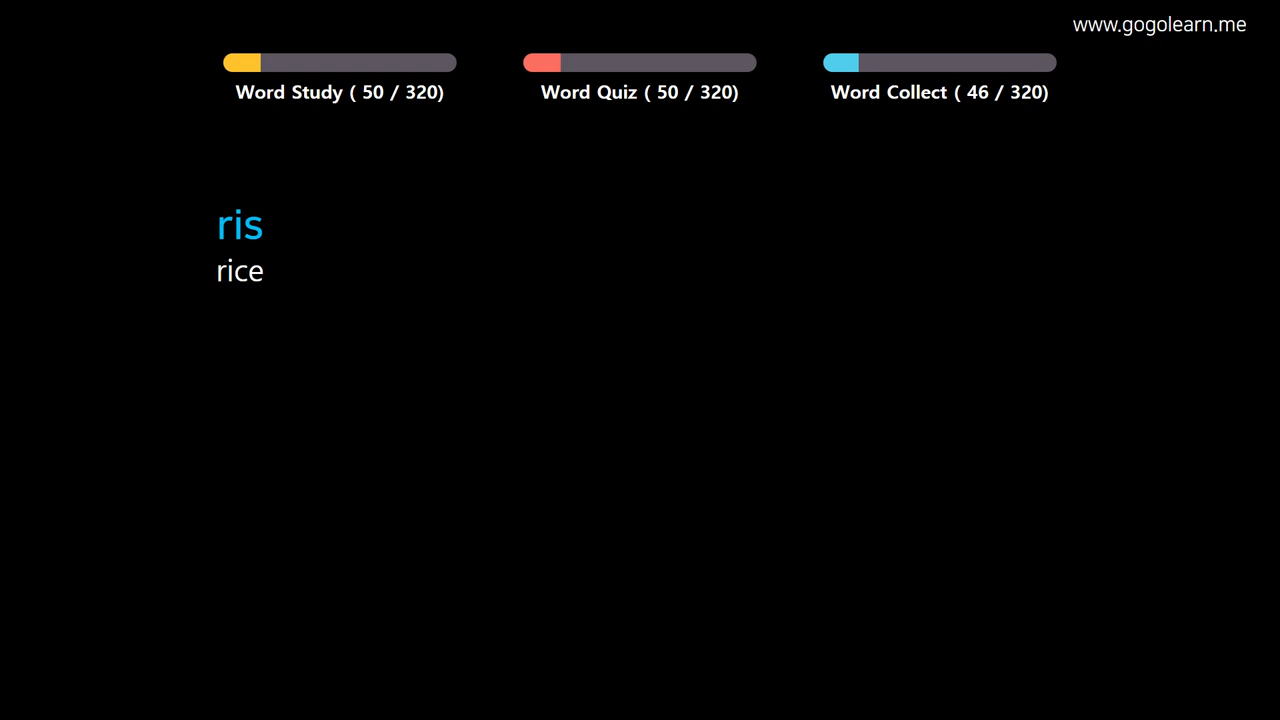 www.gogolearn.me
Word Study ( 50 / 320)
Word Quiz ( 50 / 320)
Word Collect ( 46 / 320)
ris
rice